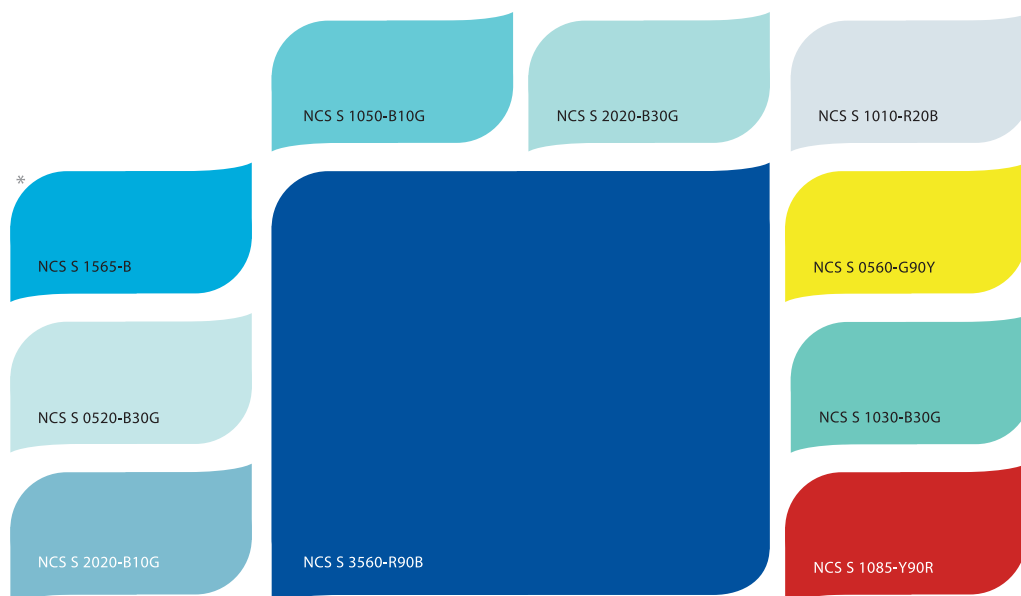 NCS S 1050-B10G
NCS S 2020-B30G
NCS S 1010-R20B
*
NCS S 1565-B
NCS S 0560-G90Y
NCS S 0520-B30G
NCS S 1030-B30G
NCS S 2020-B10G
NCS S 3560-R90B
NCS S 1085-Y90R